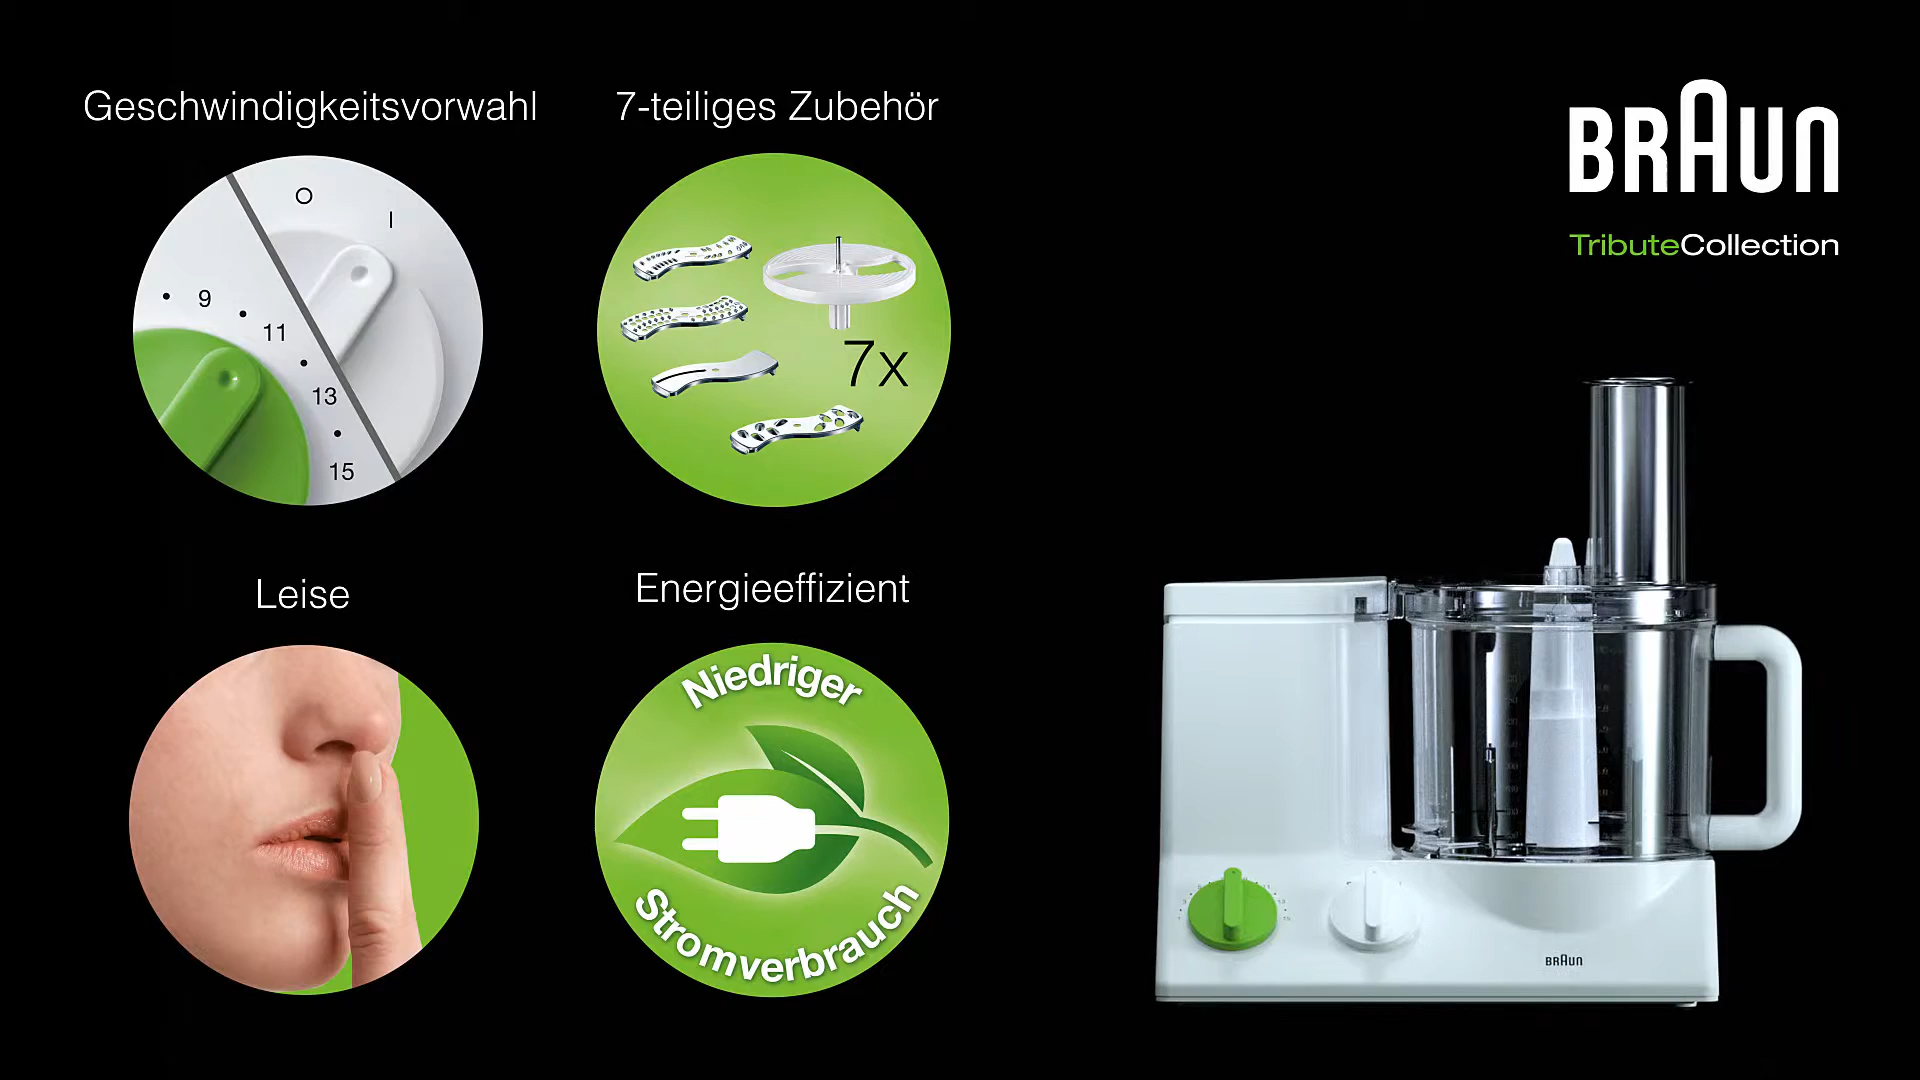 Geschwindigkeitsvorwahl
O
I
9
11
13
15
7-teiliges Zubehör
7x
Leise
Energieeffizient
Niedriger
Stromverbrauch
BRAUN
TributeCollection
BRAUN